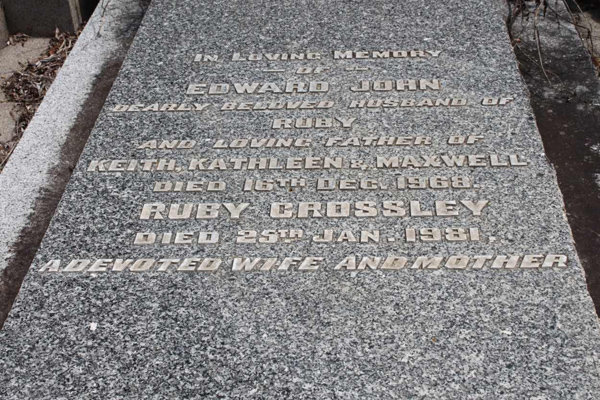 IN LOVING MEMORY
OF
EDWARD JOHN
DEARLY BELOVED HUSBAND OF
RUBY
AND LOVING FATHER OF
KEITH, KATHLEEN & MAXWELL
DIED 16TH DEC. 1968.
RUBY CROSSLEY
DIED 25TH JAN. 1981.
A DEVOTED WIFE AND MOTHER